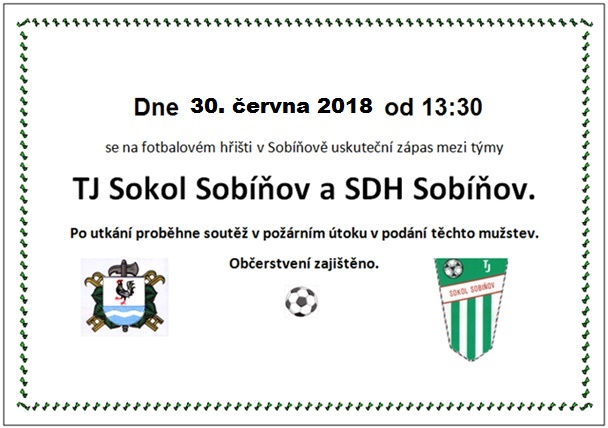 Dne 30. června 2018 od 13:30
se na fotbalovém hřišti v Sobíňově uskuteční zápas mezi týmy
TJ Sokol Sobíňov a SDH Sobíňov.
Po utkání proběhne soutěž v požárním útoku v podání těchto mužstev.
Občerstvení zajištěno.
TJ
SOKOL SOBÍŇOV